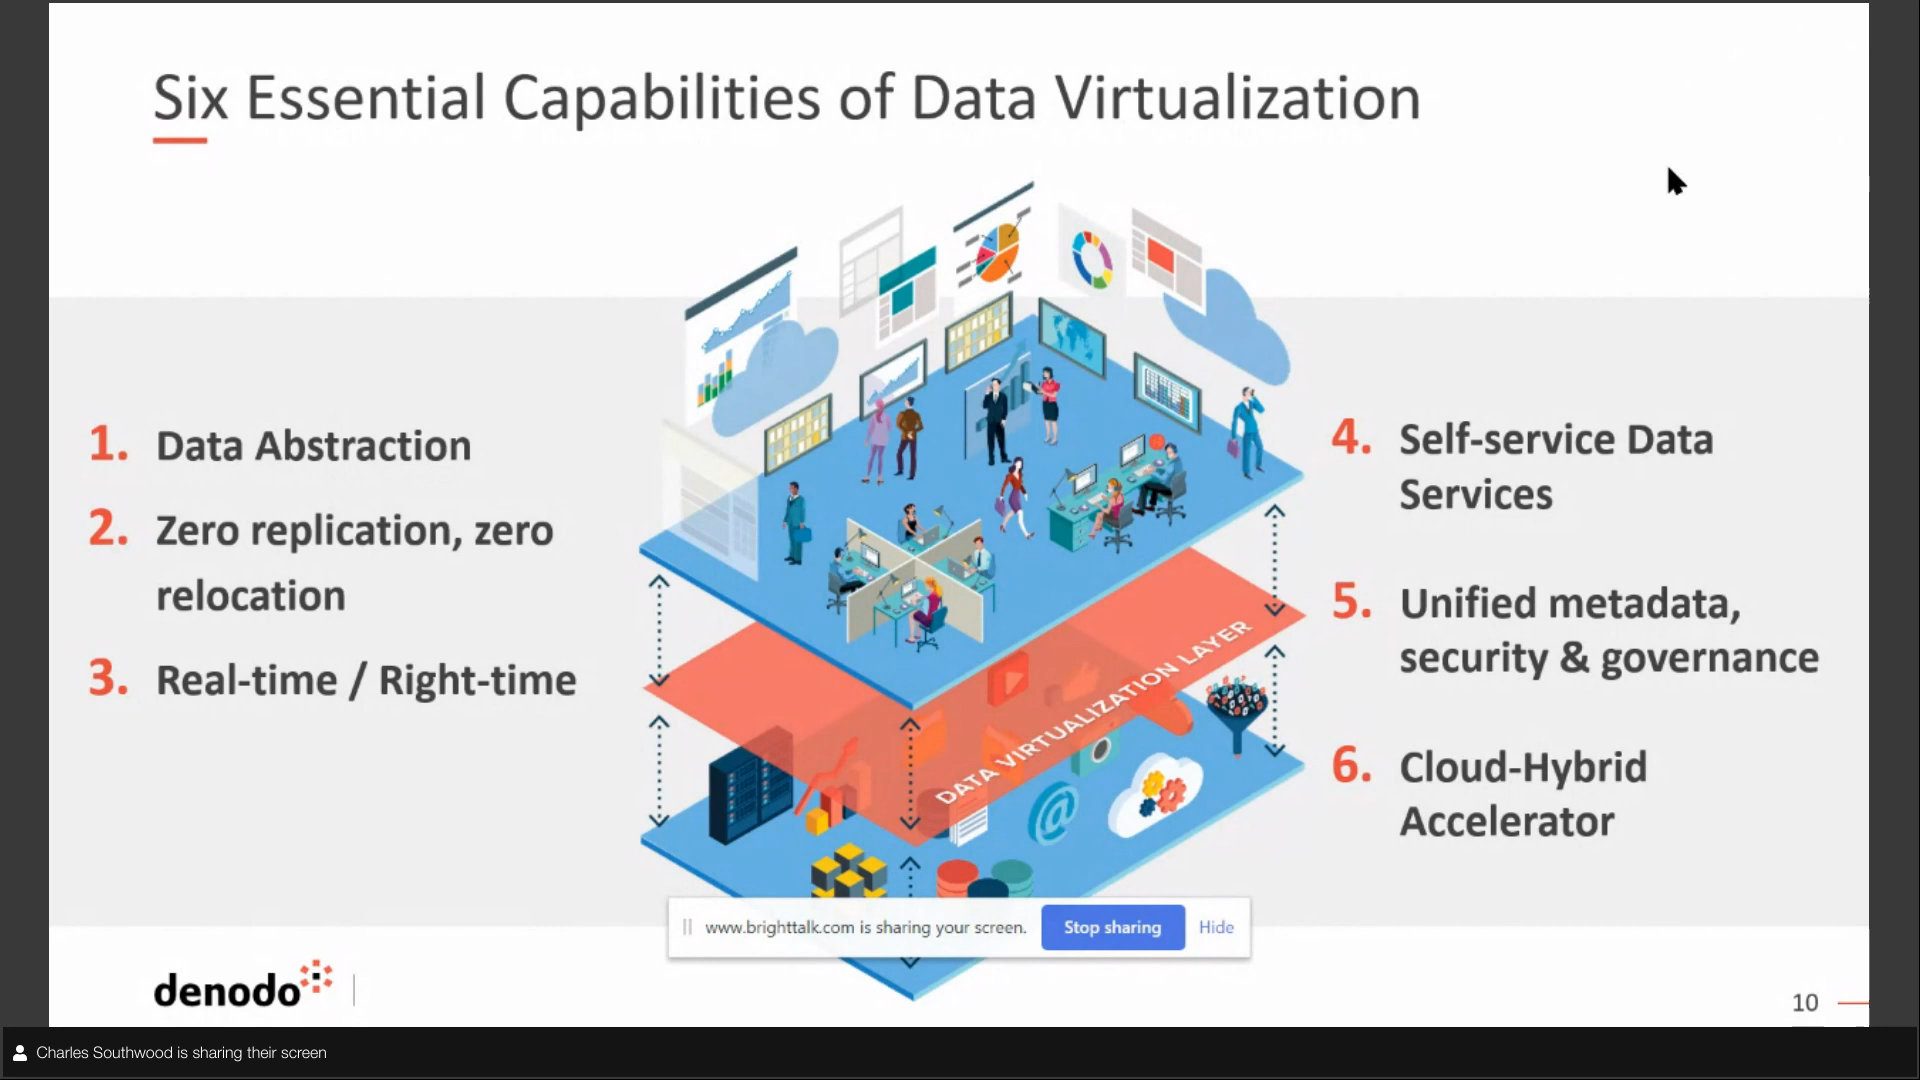 Six Essential Capabilities of Data Virtualization
1. Data Abstraction
2. Zero replication, zero
relocation
3. Real-time / Right-time
DATA VIRTUALIZATION LAYER
4. Self-service Data
Services
5. Unified metadata,
security & governance
6. Cloud-Hybrid
Accelerator
@
www.brighttalk.com is sharing your screen. Stop sharing Hide
denodo
10
Charles Southwood is sharing their screen